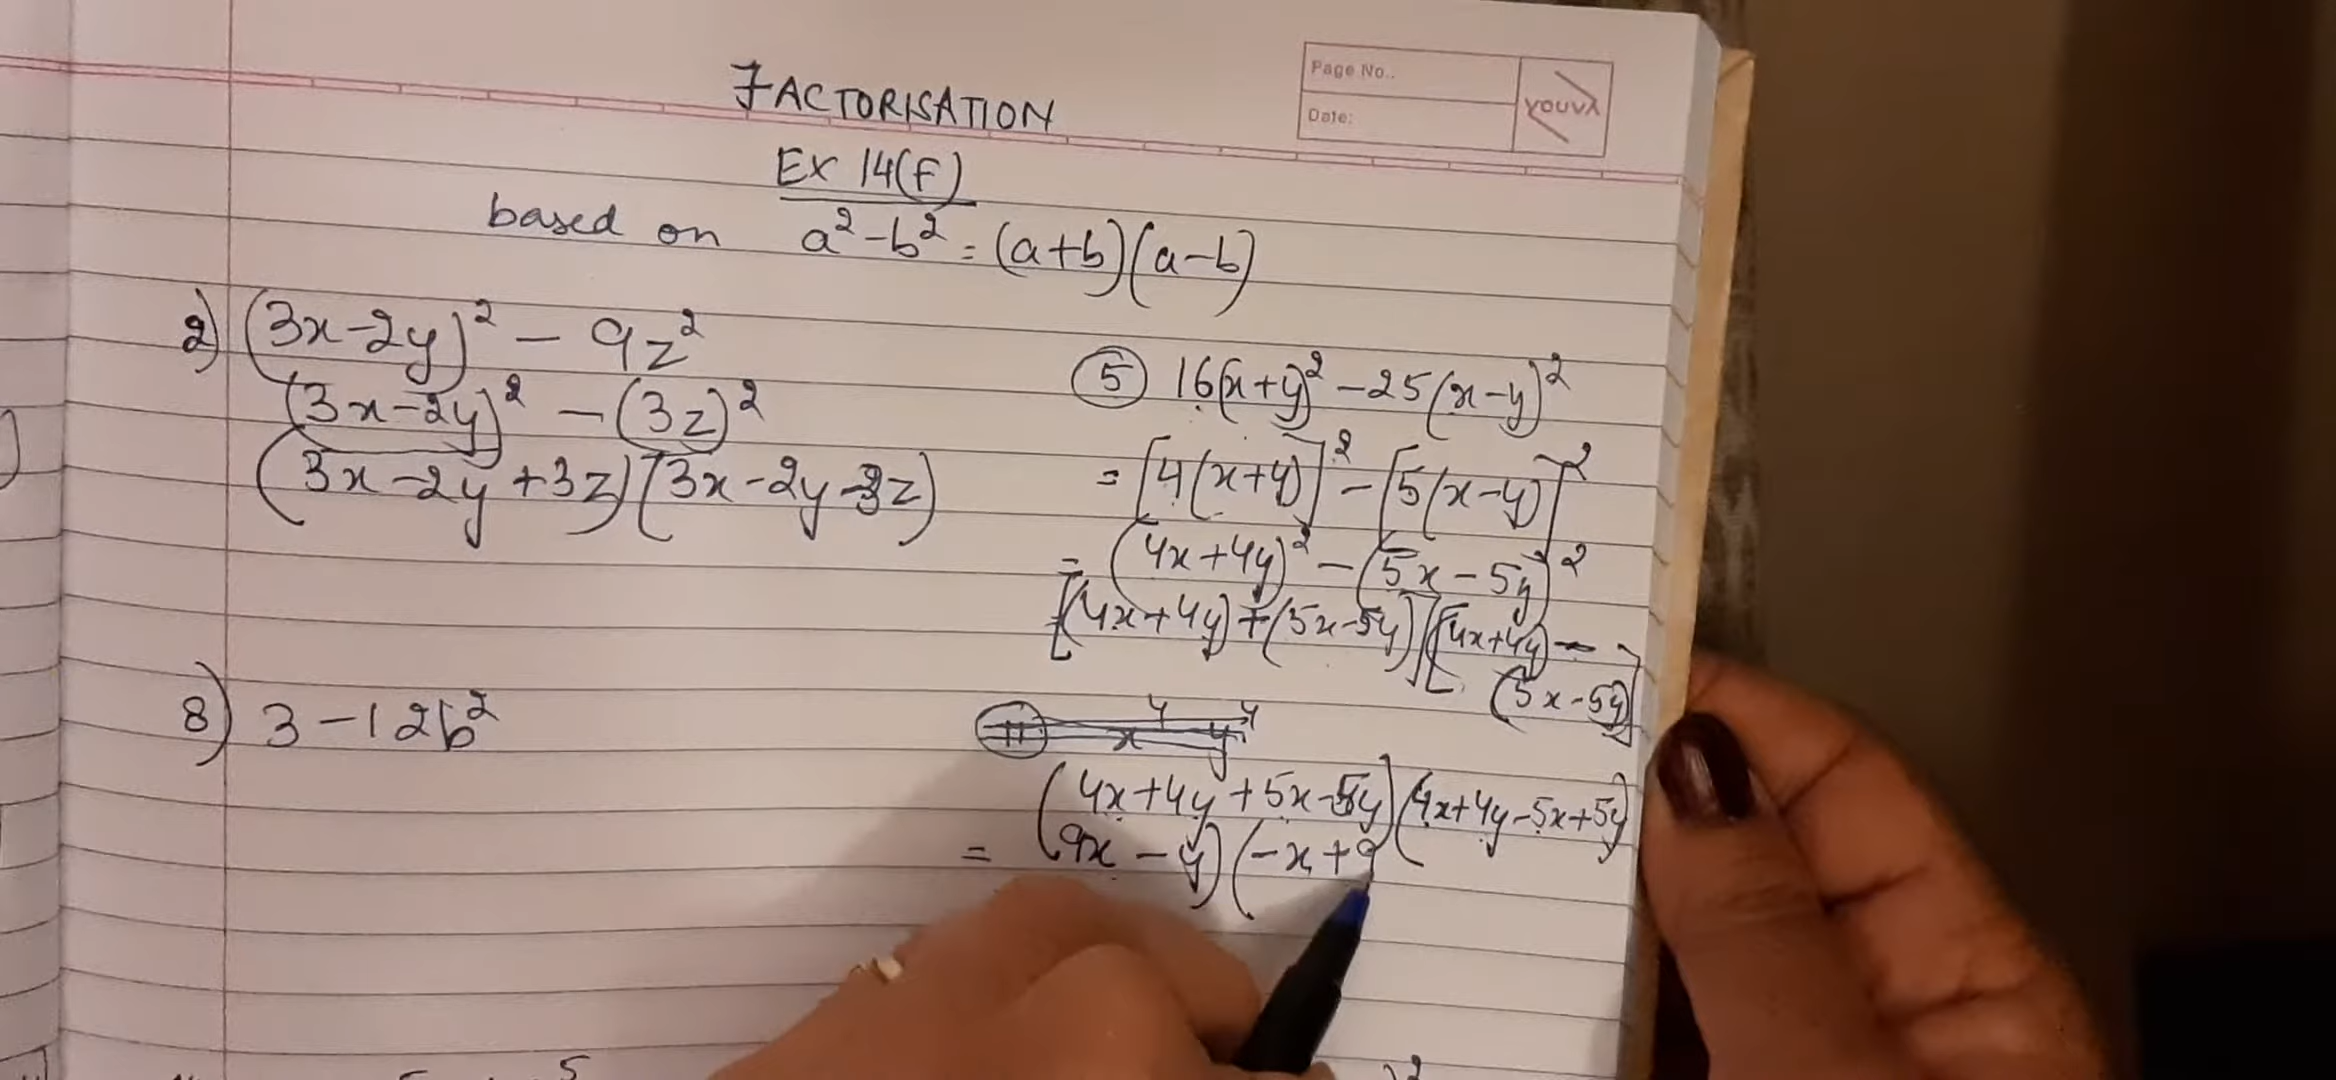 FACTORISATION
Page No..
Date:
YOUVA
Ex 14(F)
based on a² - b² = (a+b)(a-b)
2) (3x-2y)² - 9z²
(3x-2y)² - (3z)²
(3x-2y+3z)(3x-2y-3z)
8) 3-12b²
5 16(x+y)² - 25(x-y)²
= [4(x+y)]² - [5(x-y)]²
= (4x+4y)² - (5x-5y)²
[(4x+4y)+(5x-5y)][(4x+4y) -
(5x-5y)]
(4x+4y+5x-5y)(4x+4y-5x+5y)
= (9x-y)(-x+9